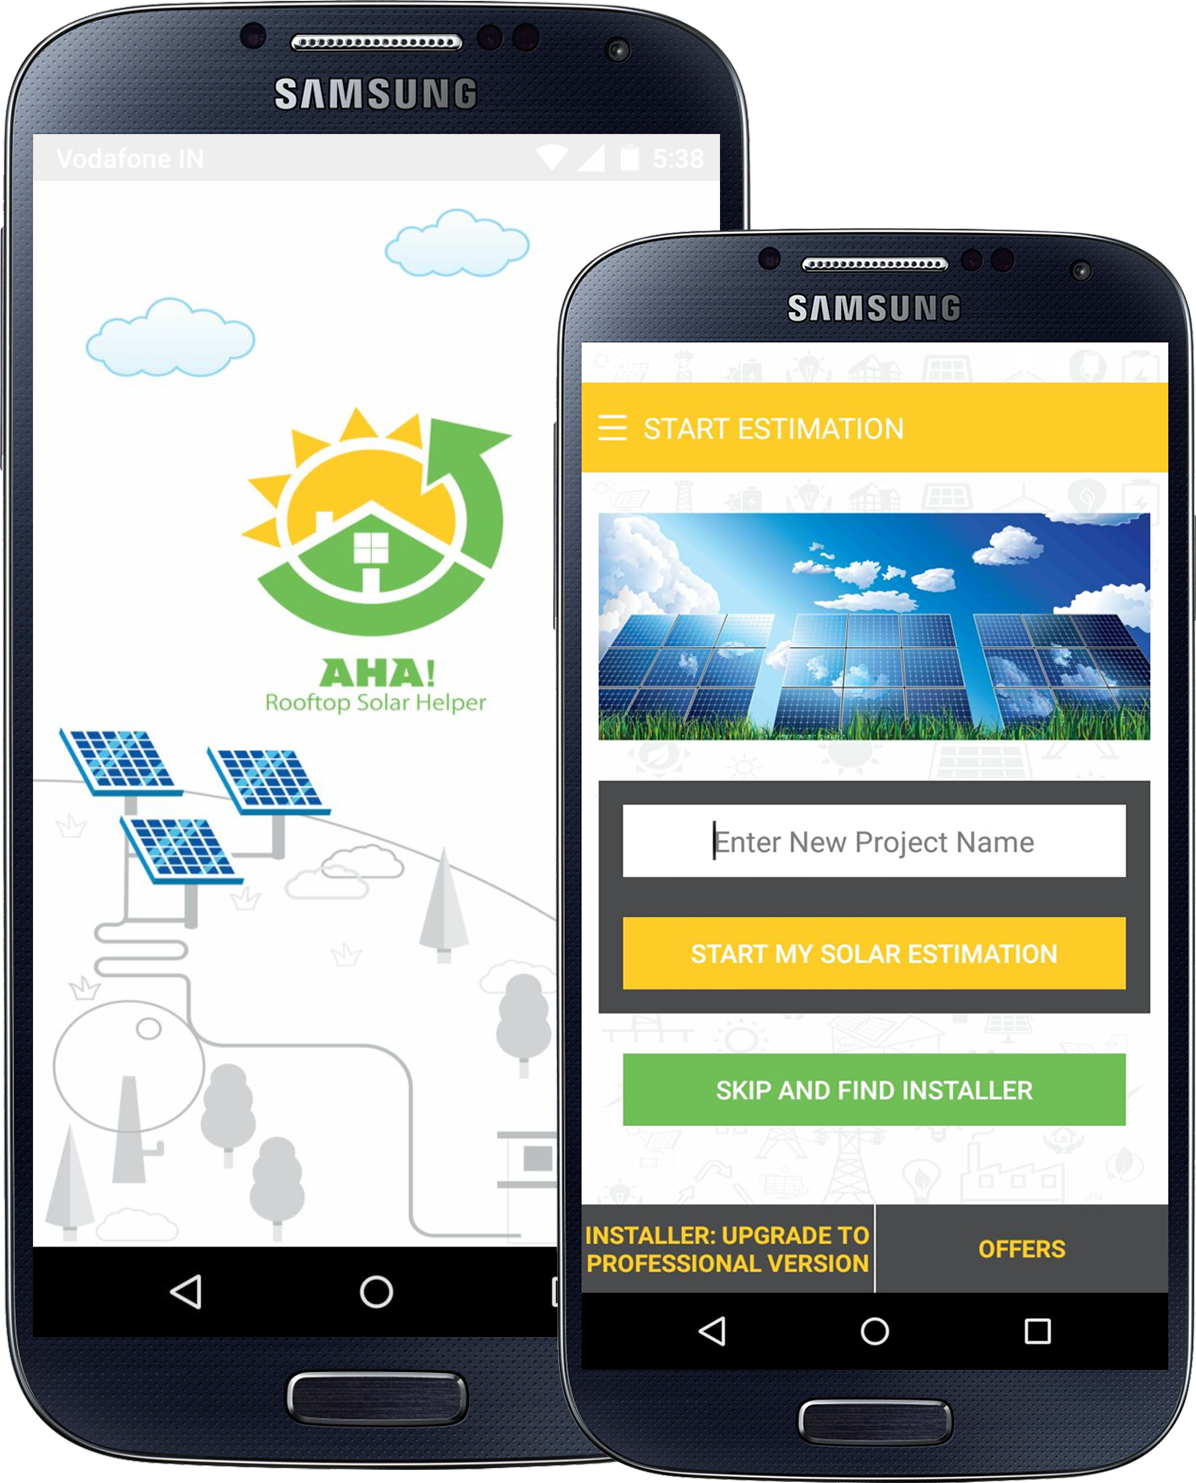 SAMSUNG
Vodafone IN 5:38
AHA!
Rooftop Solar Helper
SAMSUNG
START ESTIMATION
Enter New Project Name
START MY SOLAR ESTIMATION
SKIP AND FIND INSTALLER
INSTALLER: UPGRADE TO
PROFESSIONAL VERSION
OFFERS